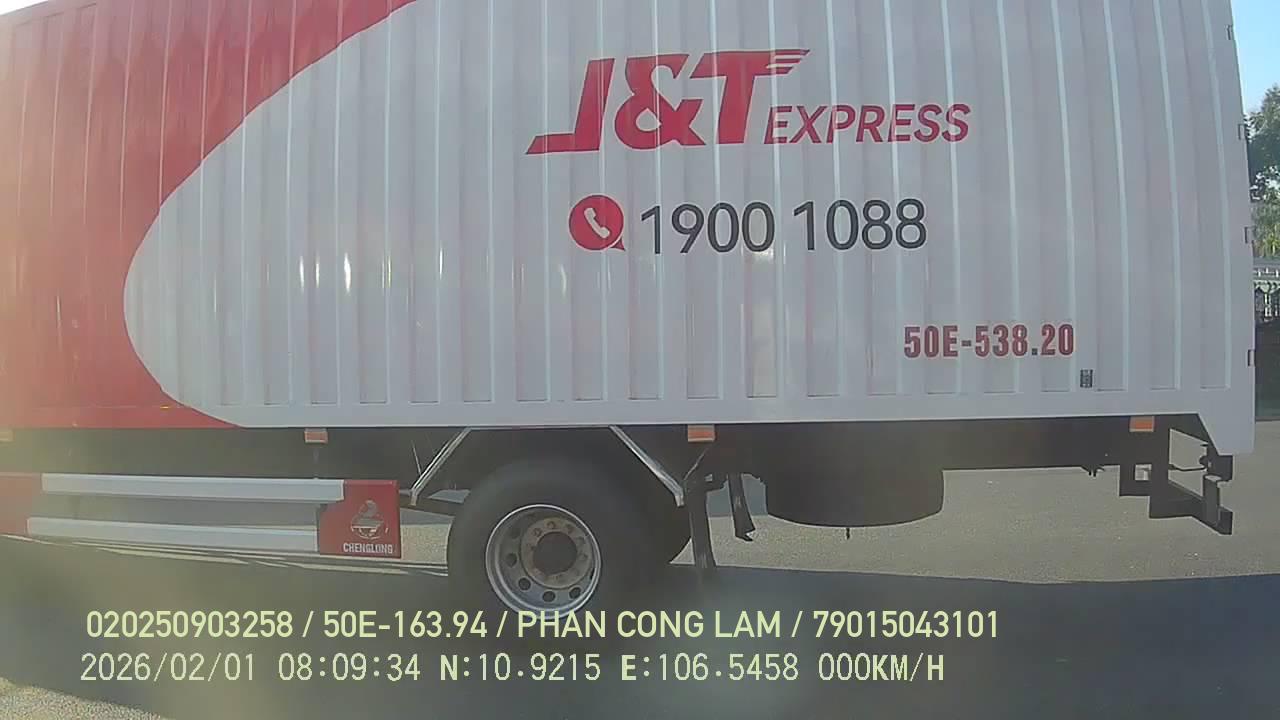 J&T EXPRESS
1900 1088
50E-538.20
CHENGLONG
020250903258 / 50E-163.94 / PHAN CONG LAM / 79015043101
2026/02/01 08:09:34 N:10.9215 E:106.5458 000KM/H